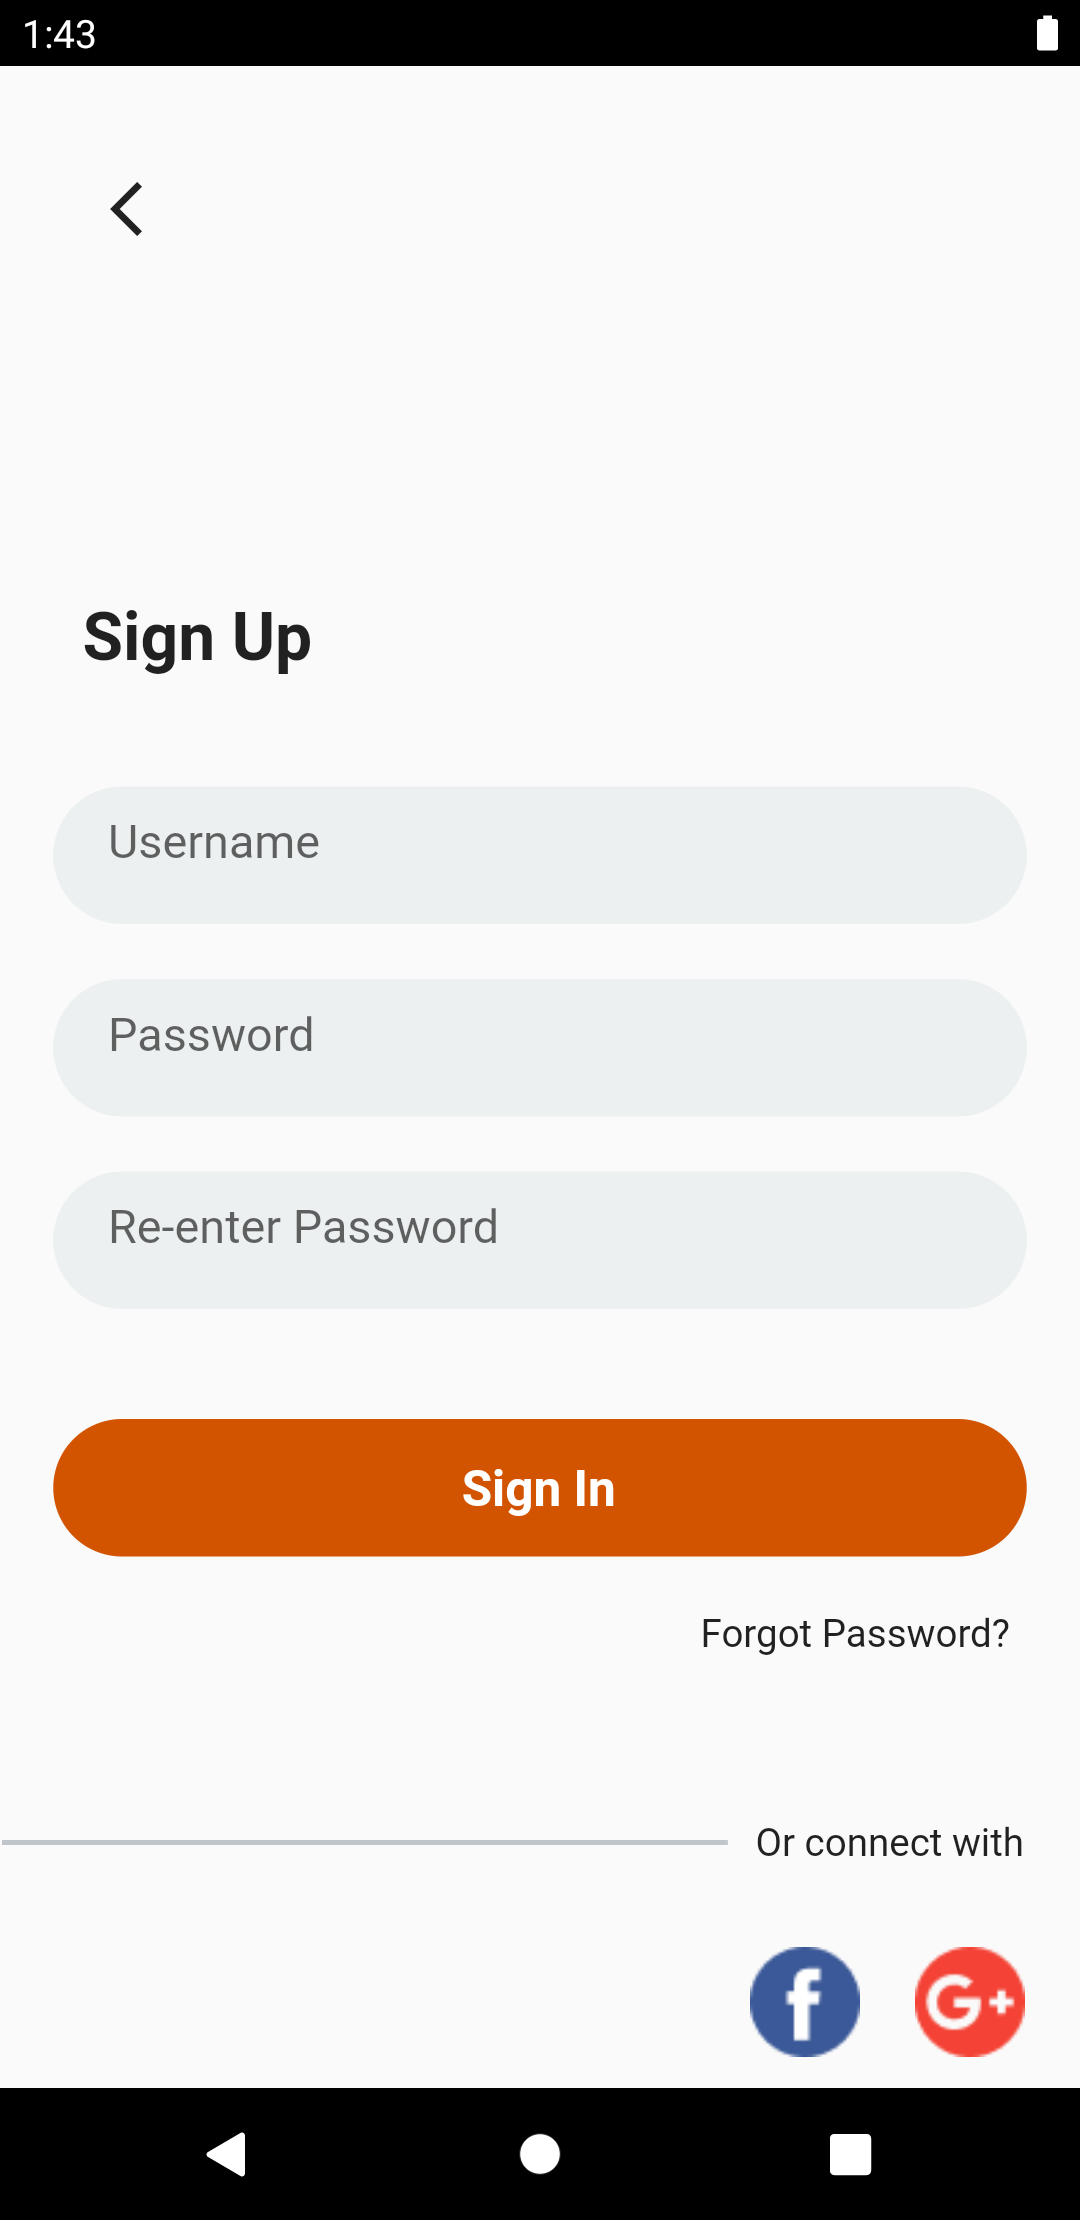 1:43
Sign Up
Username
Password
Re-enter Password
Sign In
Forgot Password?
Or connect with
f
G+